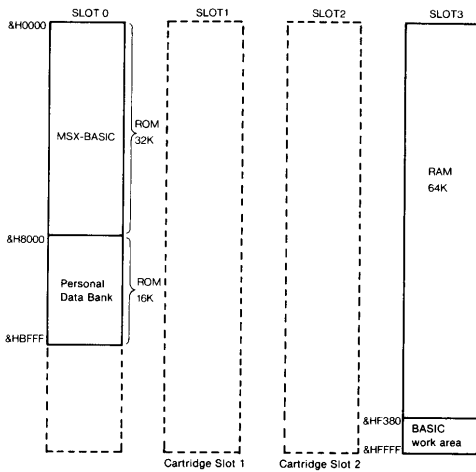 SLOT 0
SLOT1
SLOT2
SLOT3
&H0000
MSX-BASIC
ROM
32K
RAM
64K
&H8000
Personal
Data Bank
ROM
16K
&HBFFF
&HF380
BASIC
work area
&HFFFF
Cartridge Slot 1
Cartridge Slot 2